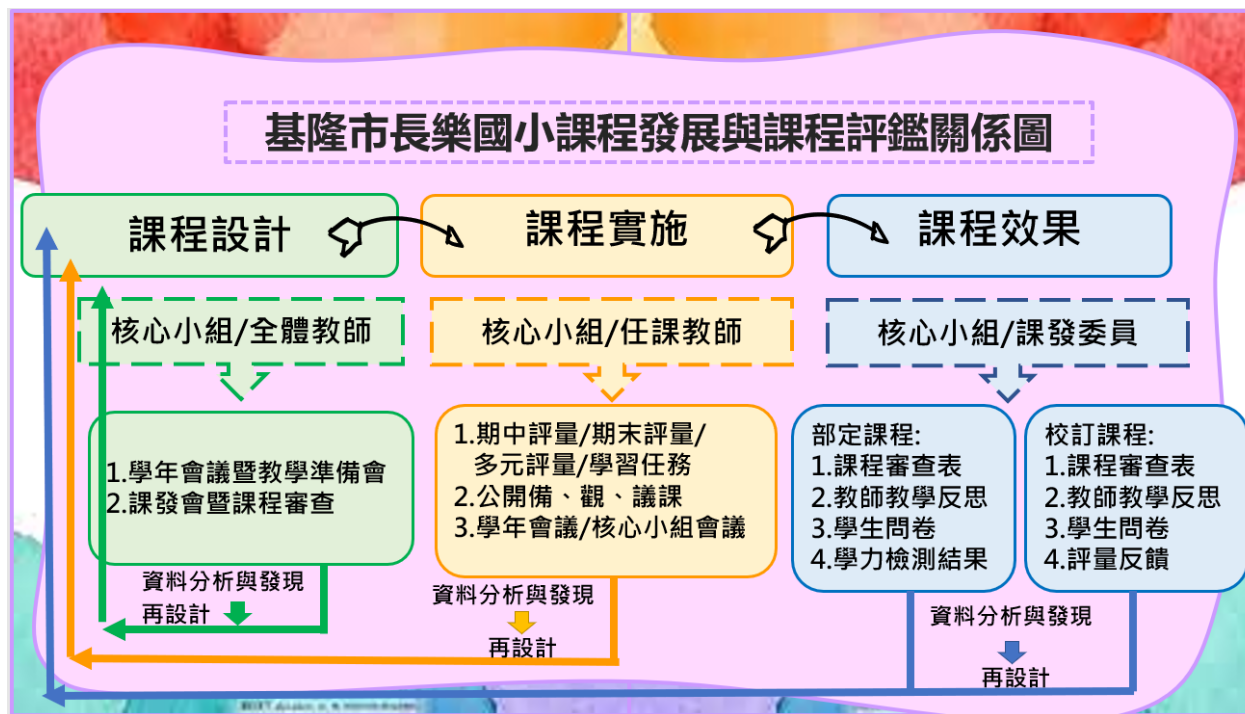 基隆市長樂國小課程發展與課程評鑑關係圖
課程設計
課程實施
課程效果
核心小組/全體教師
核心小組/任課教師
核心小組/課發委員
1.學年會議暨教學準備會
2.課發會暨課程審查
1.期中評量/期末評量/
多元評量/學習任務
2.公開備、觀、議課
3.學年會議/核心小組會議
部定課程:
1.課程審查表
2.教師教學反思
3.學生問卷
4.學力檢測結果
校訂課程:
1.課程審查表
2.教師教學反思
3.學生問卷
4.評量反饋
資料分析與發現
再設計
資料分析與發現
再設計
資料分析與發現
再設計